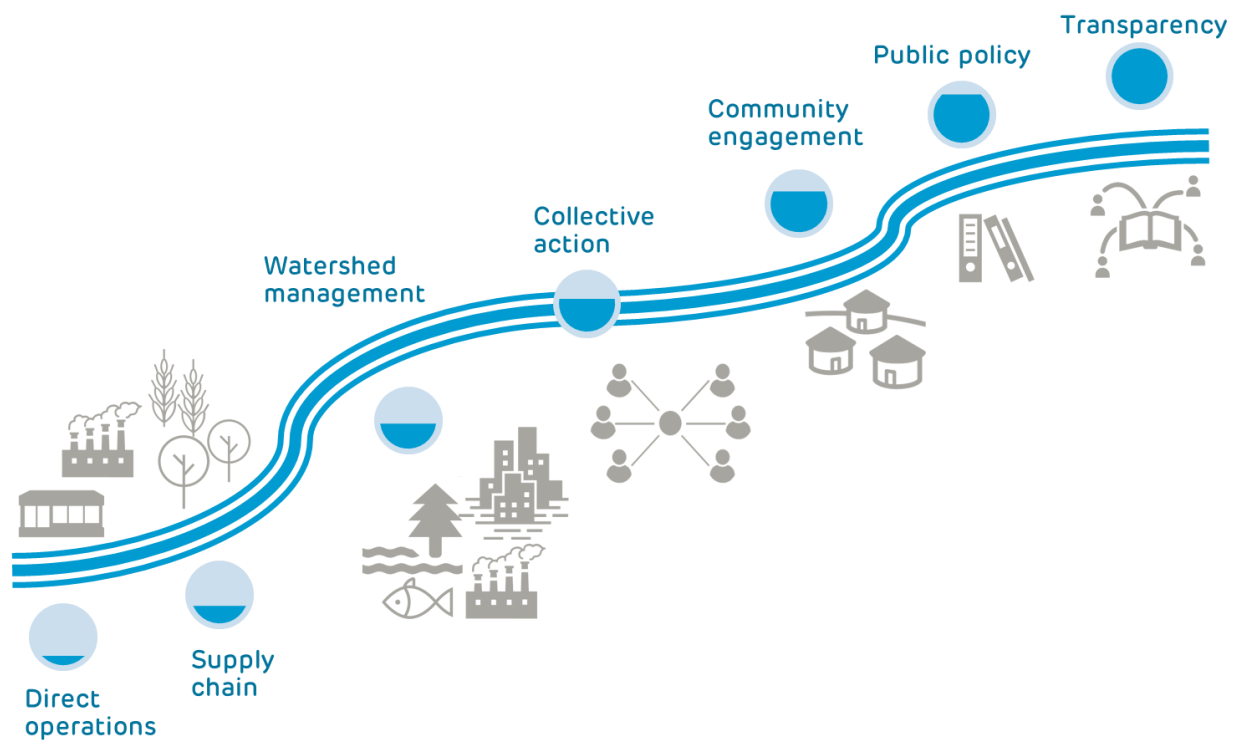 Transparency
Public policy
Community
engagement
Collective
action
Watershed
management
Supply
chain
Direct
operations